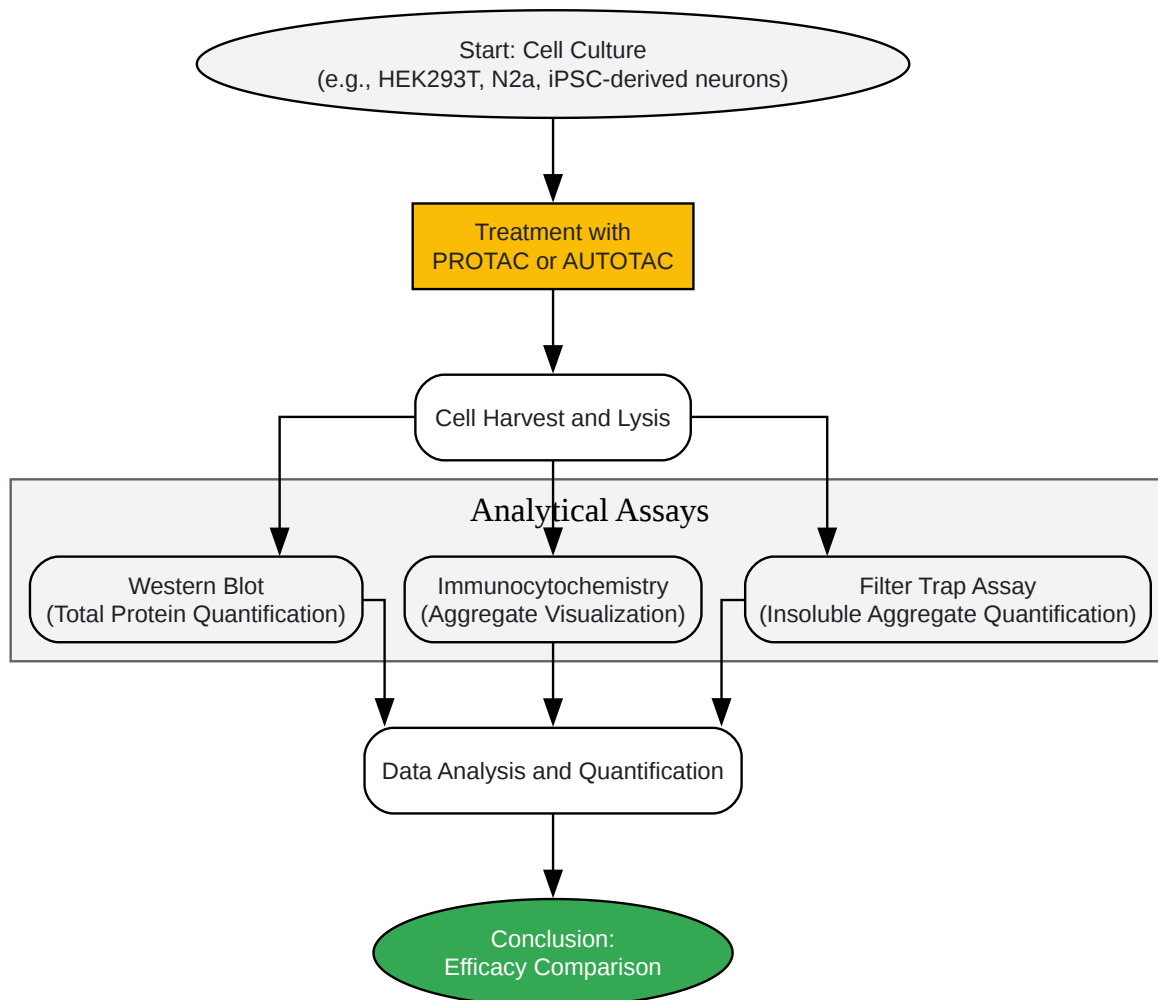 Start: Cell Culture
(e.g., HEK293T, N2a, iPSC-derived neurons)
Treatment with
PROTAC or AUTOTAC
Cell Harvest and Lysis
Analytical Assays
Western Blot
(Total Protein Quantification)
Immunocytochemistry
(Aggregate Visualization)
Filter Trap Assay
(Insoluble Aggregate Quantification)
Data Analysis and Quantification
Conclusion:
Efficacy Comparison